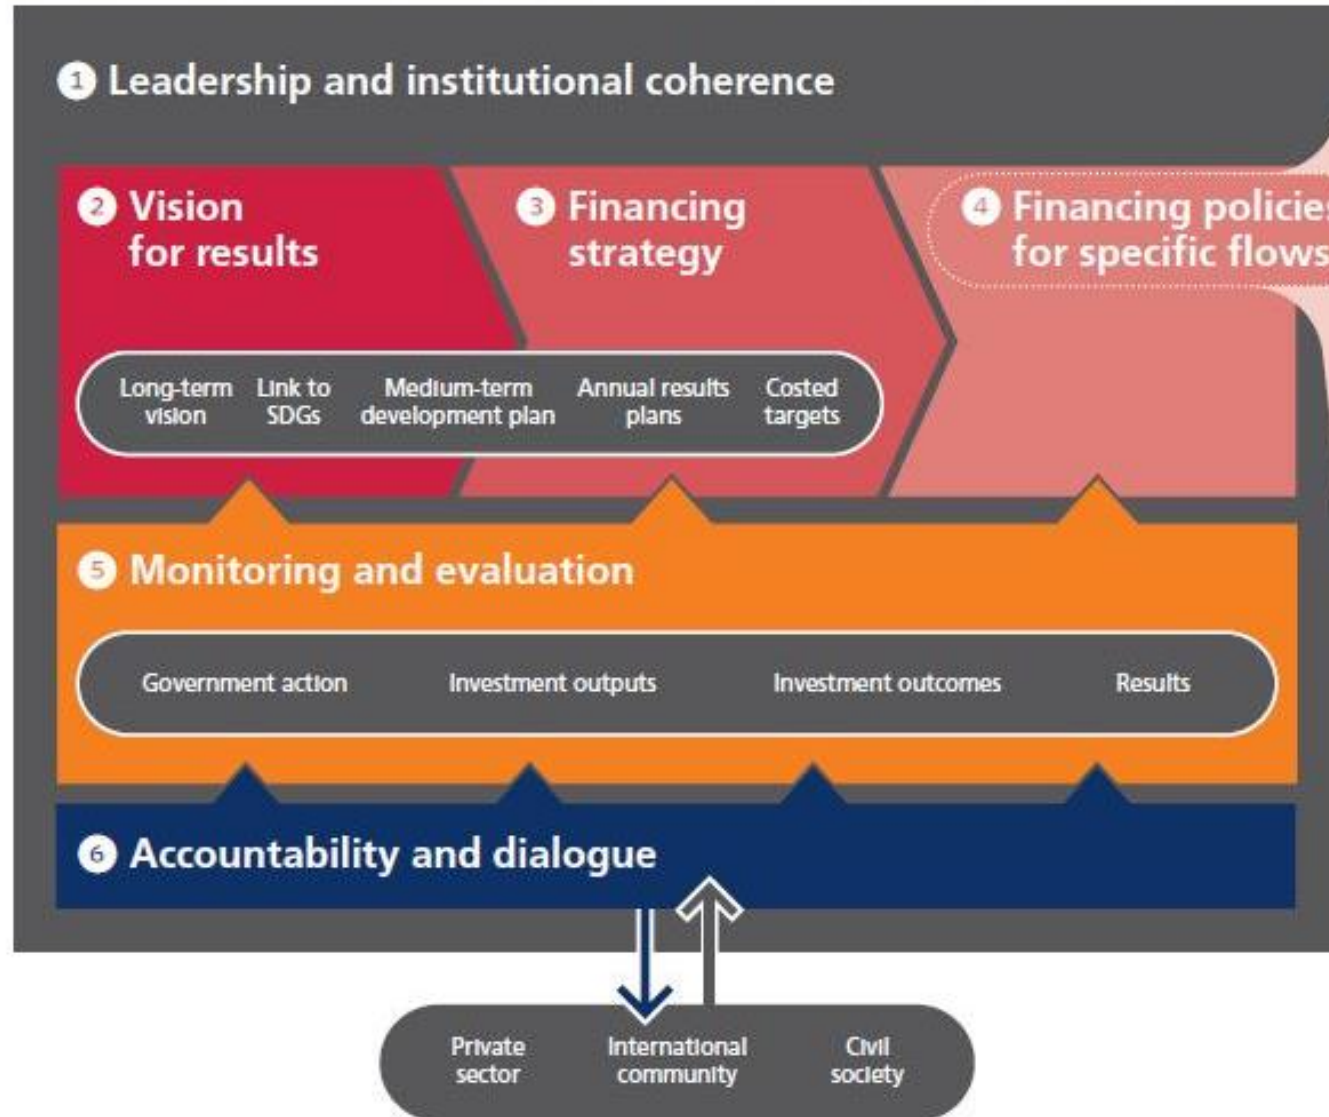 1 Leadership and institutional coherence
2 Vision
for results
3 Financing
strategy
4 Financing policies
for specific flows
Long-term
vision
Link to
SDGs
Medium-term
development plan
Annual results
plans
Costed
targets
5 Monitoring and evaluation
Government action
Investment outputs
Investment outcomes
Results
6 Accountability and dialogue
Private
sector
International
community
Civil
society